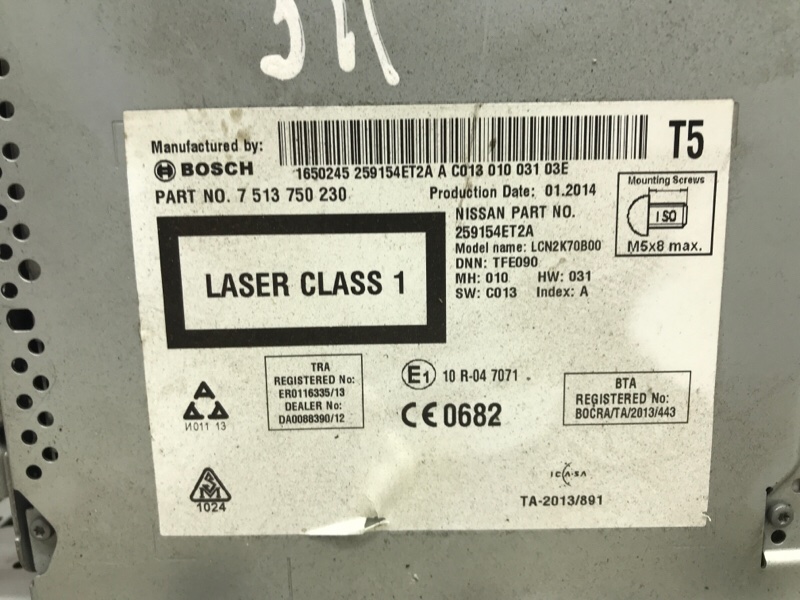 Manufactured by:
BOSCH
1650245 259154ET2A A C013 010 031 03E
T5
PART NO. 7 513 750 230
Production Date: 01.2014
NISSAN PART NO.
259154ET2A
Model name: LCN2K70B00
DNN: TFE090
MH: 010 HW: 031
SW: C013 Index: A
Mounting Screws
ISO
M5x8 max.
LASER CLASS 1
TRA
REGISTERED No:
ER0116335/13
DEALER No:
DA0088390/12
E1 10 R-04 7071
CE 0682
BTA
REGISTERED No:
BOCRA/TA/2013/443
И011 13
1024
ICASA
TA-2013/891